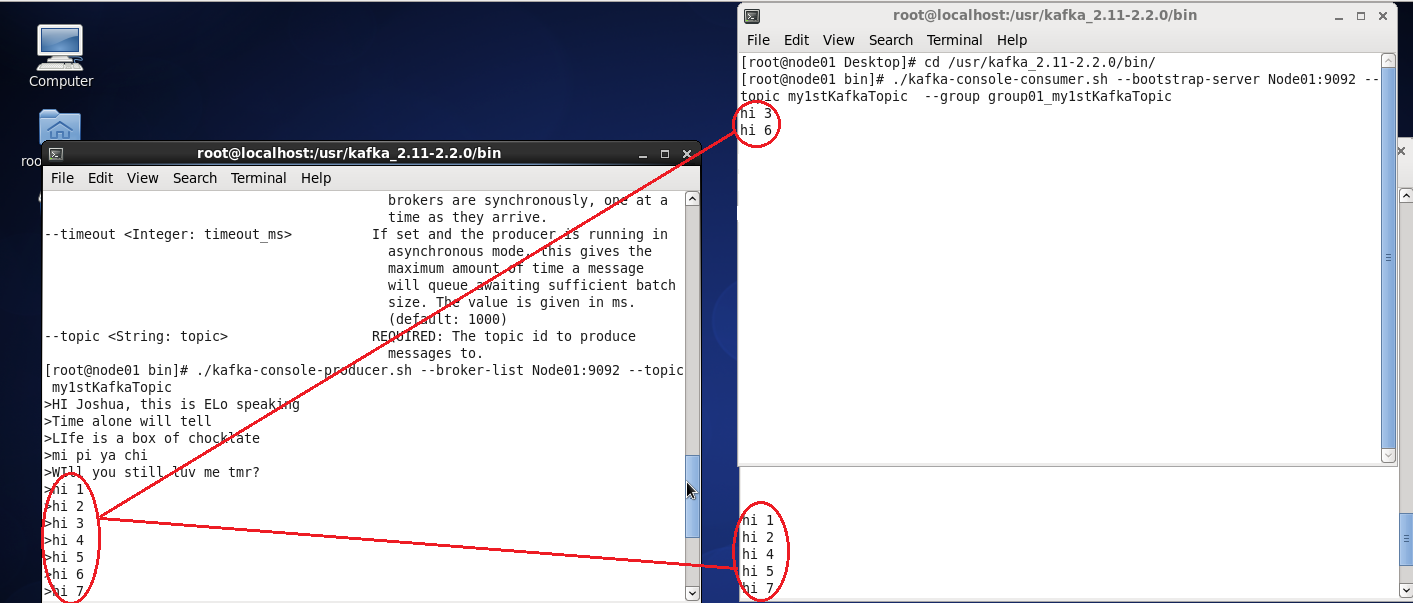 Computer
roo
root@localhost:/usr/kafka_2.11-2.2.0/bin
File Edit View Search Terminal Help
brokers are synchronously, one at a
time as they arrive.
--timeout <Integer: timeout_ms> If set and the producer is running in
asynchronous mode, this gives the
maximum amount of time a message
will queue awaiting sufficient batch
size. The value is given in ms.
(default: 1000)
--topic <String: topic> REQUIRED: The topic id to produce
messages to.
[root@node01 bin]# ./kafka-console-producer.sh --broker-list Node01:9092 --topic
my1stKafkaTopic
>HI Joshua, this is ELo speaking
>Time alone will tell
>LIfe is a box of chocklate
>mi pi ya chi
>WIll you still luv me tmr?
>hi 1
>hi 2
>hi 3
>hi 4
>hi 5
>hi 6
>hi 7
root@localhost:/usr/kafka_2.11-2.2.0/bin
File Edit View Search Terminal Help
[root@node01 Desktop]# cd /usr/kafka_2.11-2.2.0/bin/
[root@node01 bin]# ./kafka-console-consumer.sh --bootstrap-server Node01:9092 --
topic my1stKafkaTopic --group group01_my1stKafkaTopic
hi 3
hi 6
hi 1
hi 2
hi 4
hi 5
hi 7